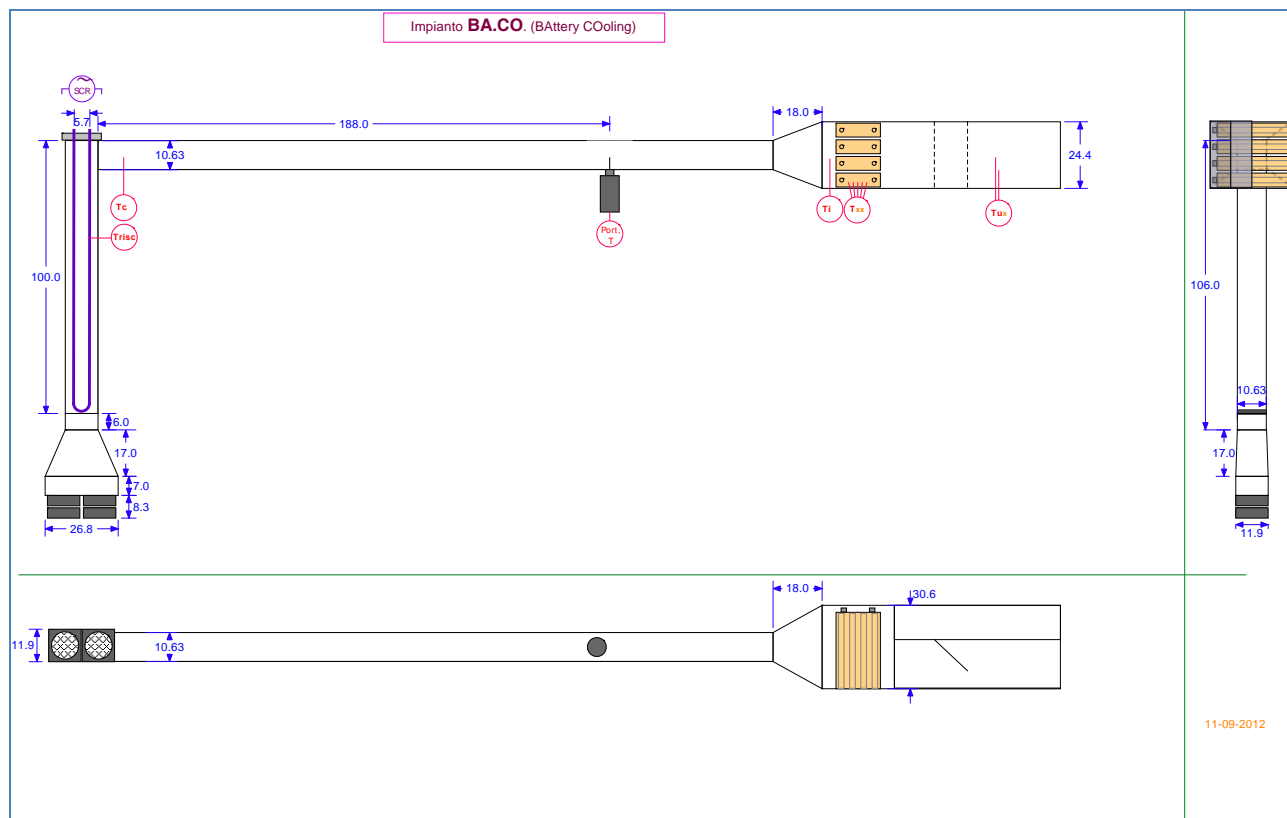 Impianto BA.CO. (BAttery COoling)
SCR
5.7
188.0
18.0
10.63
24.4
Tc
Ti
Txx
Tux
Trisc
Port,
T
100.0
106.0
10.63
6.0
17.0
17.0
7.0
8.3
26.8
11.9
18.0
30.6
11.9
10.63
11-09-2012